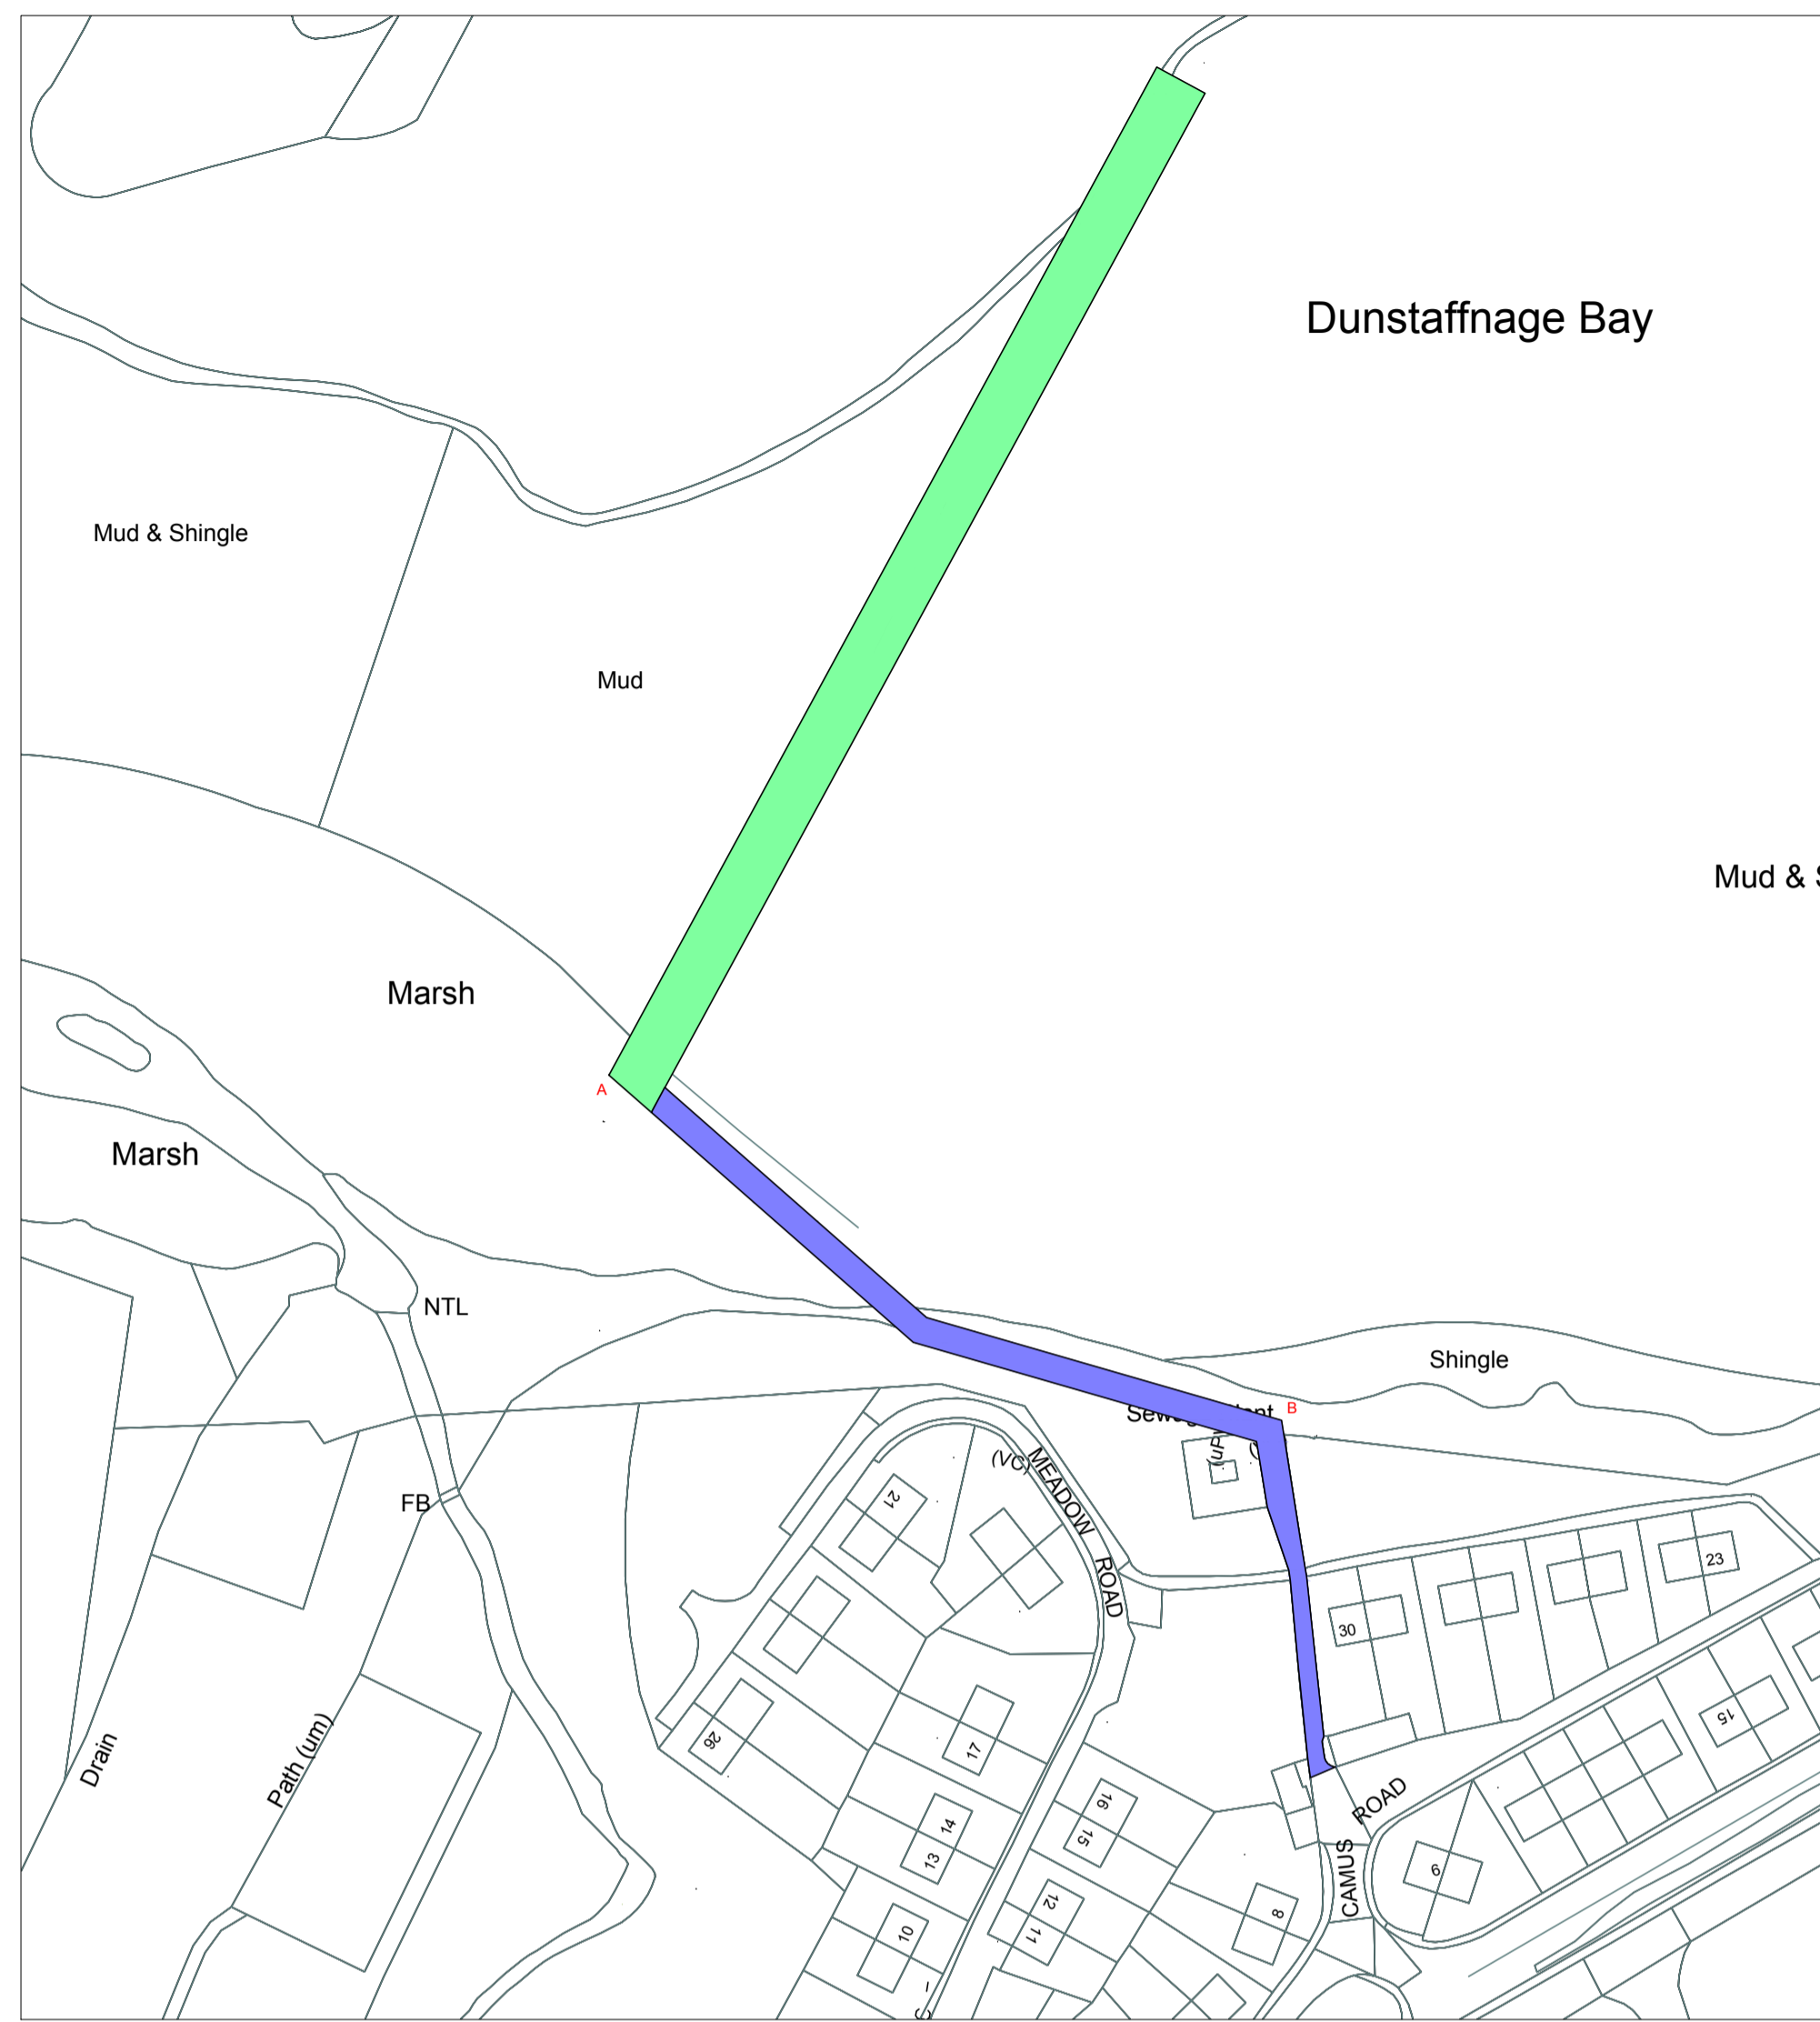 Dunstaffnage Bay
Mud & Shingle
Mud
Mud &
Marsh
A
Marsh
NTL
Shingle
B
(VC)
MEADOW
ROAD
21
FB
23
30
26
17
15
Drain
Path (um)
ROAD
CAMUS
16
15
14
13
6
12
11
10
8